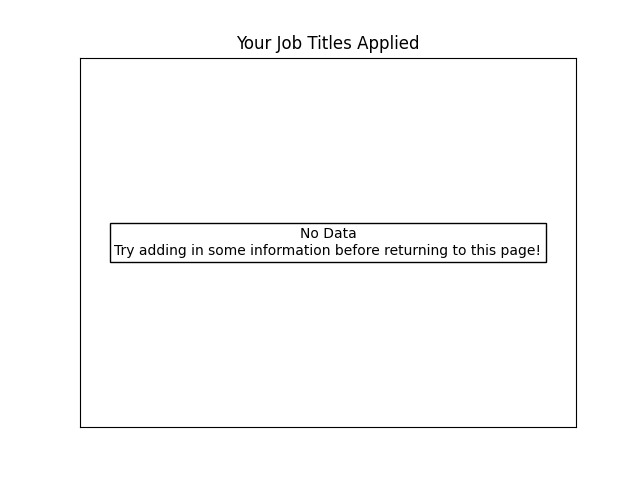 Your Job Titles Applied
No Data
Try adding in some information before returning to this page!